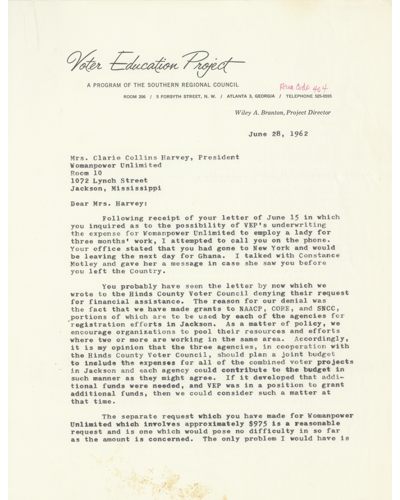 Voter Education Project
A PROGRAM OF THE SOUTHERN REGIONAL COUNCIL
Area Code 404
ROOM 206 / 5 FORSYTH STREET, N. W. / ATLANTA 3, GEORGIA / TELEPHONE 525-6595
Wiley A. Branton, Project Director
June 28, 1962
Mrs. Clarie Collins Harvey, President
Womanpower Unlimited
Room 10
1072 Lynch Street
Jackson, Mississippi
Dear Mrs. Harvey:
Following receipt of your letter of June 15 in which
you inquired as to the possibility of VEP's underwriting
the expense for Womanpower Unlimited to employ a lady for
three months' work, I attempted to call you on the phone.
Your office stated that you had gone to New York and would
be leaving the next day for Ghana. I talked with Constance
Motley and gave her a message in case she saw you before
you left the Country.
You probably have seen the letter by now which we
wrote to the Hinds County Voter Council denying their request
for financial assistance. The reason for our denial was
the fact that we have made grants to NAACP, CORE, and SNCC,
portions of which are to be used by each of the agencies for
registration efforts in Jackson. As a matter of policy, we
encourage organizations to pool their resources and efforts
where two or more are working in the same area. Accordingly,
it is my opinion that the three agencies, in cooperation with
the Hinds County Voter Council, should plan a joint budget
to include the expenses for all of the combined voter projects
in Jackson and each agency could contribute to the budget in
such manner as they might agree. If it developed that addi-
tional funds were needed, and VEP was in a position to grant
additional funds, then we could consider such a matter at
that time.
The separate request which you have made for Womanpower
Unlimited which involves approximately $975 is a reasonable
request and is one which would pose no difficulty in so far
as the amount is concerned. The only problem I would have is